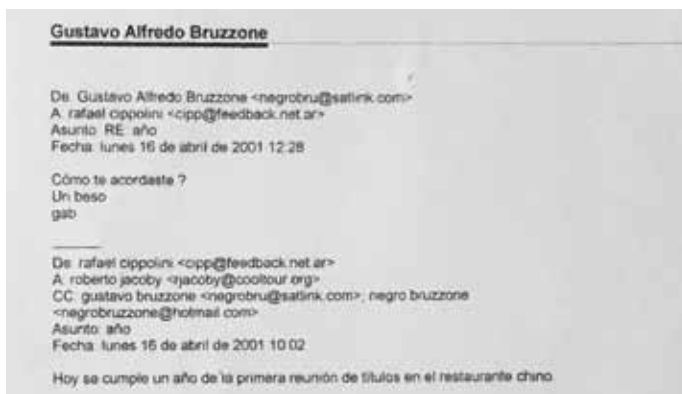 Gustavo Alfredo Bruzzone
De: Gustavo Alfredo Bruzzone <negrobru@satlink.com>
A: rafael cippolini <cipp@feedback.net.ar>
Asunto: RE: año
Fecha: lunes 16 de abril de 2001 12:28
Cómo te acordaste ?
Un beso
gab
De: rafael cippolini <cipp@feedback.net.ar>
A: roberto jacoby <rjacoby@cooltour.org>
CC: gustavo bruzzone <negrobru@satlink.com>; negro bruzzone
<negrobruzzone@hotmail.com>
Asunto: año
Fecha: lunes 16 de abril de 2001 10:02
Hoy se cumple un año de la primera reunión de títulos en el restaurante chino.